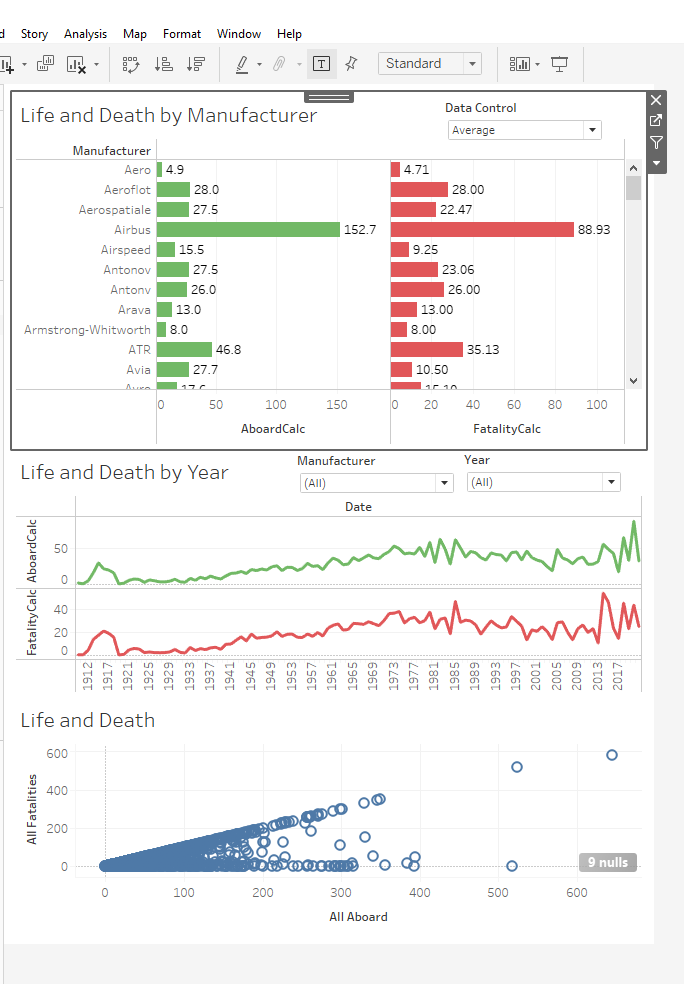 d Story Analysis Map Format Window Help
T Standard
Life and Death by Manufacturer
Data Control
Average
Manufacturer
Aero 4.9 4.71
Aeroflot 28.0 28.00
Aerospatiale 27.5 22.47
Airbus 152.7 88.93
Airspeed 15.5 9.25
Antonov 27.5 23.06
Antonv 26.0 26.00
Arava 13.0 13.00
Armstrong-Whitworth 8.0 8.00
ATR 46.8 35.13
Avia 27.7 10.50
Avro 17.6 15.10
0 50 100 150 0 20 40 60 80 100
AboardCalc FatalityCalc
Life and Death by Year
Manufacturer Year
(All) (All)
Date
AboardCalc
50
0
FatalityCalc
40
20
0
1912 1917 1921 1925 1929 1933 1937 1941 1945 1949 1953 1957 1961 1965 1969 1973 1977 1981 1985 1989 1993 1997 2001 2005 2009 2013 2017
Life and Death
All Fatalities
600
400
200
0
9 nulls
0 100 200 300 400 500 600
All Aboard